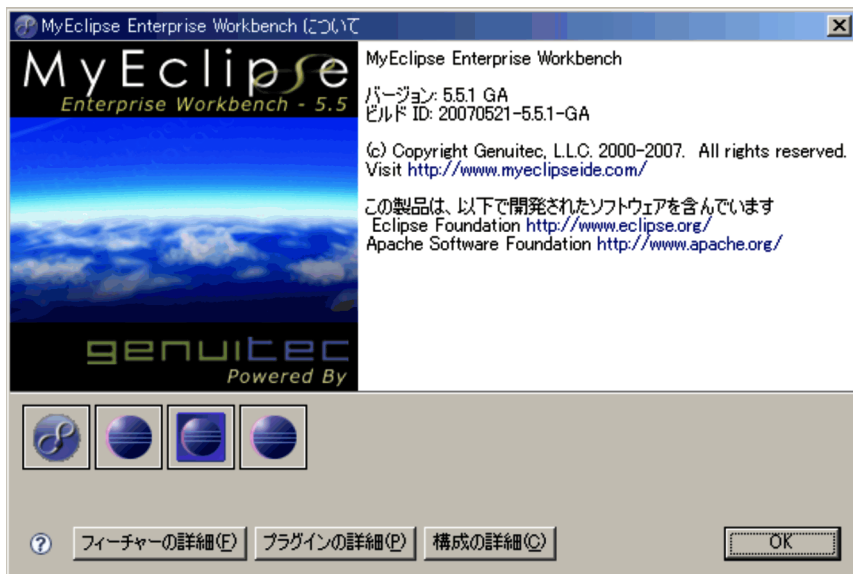 MyEclipse Enterprise Workbench について
MyEclipse
Enterprise Workbench - 5.5
genuitec
Powered By
MyEclipse Enterprise Workbench
バージョン: 5.5.1 GA
ビルド ID: 20070521-5.5.1-GA
(c) Copyright Genuitec, L.L.C. 2000-2007.  All rights reserved.
Visit http://www.myeclipseide.com/
この製品は、以下で開発されたソフトウェアを含んでいます
Eclipse Foundation http://www.eclipse.org/
Apache Software Foundation http://www.apache.org/
フィーチャーの詳細(F)
プラグインの詳細(P)
構成の詳細(C)
OK